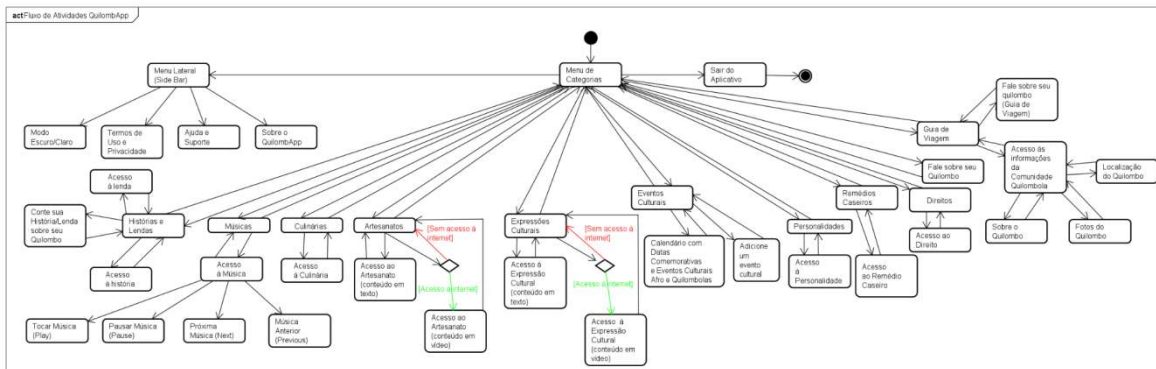 act Fluxo de Atividades QuilombApp
Menu Lateral
(Side Bar)
Menu de
Categorias
Sair do
Aplicativo
Fale sobre seu
quilombo
(Guia de
Viagem)
Guia de
Viagem
Modo
Escuro/Claro
Termos de
Uso e
Privacidade
Ajuda e
Suporte
Sobre o
QuilombApp
Acesso
á lenda
Fale sobre seu
Quilombo
Acesso ás
informações
da
Comunidade
Quilombola
Localização
do Quilombo
Conte sua
História/Lenda
sobre seu
Quilombo
Histórias e
Lendas
Músicas
Culinárias
Artesanatos
Expressões
Culturais
Eventos
Culturais
Personalidades
Remédios
Caseiros
Direitos
Sobre o
Quilombo
Fotos do
Quilombo
[Sem acesso á
internet]
[Sem acesso á
internet]
Acesso
á história
Acesso
á Música
Acesso
á Culinária
Acesso ao
Artesanato
(conteúdo em
texto)
Acesso á
Expressão
Cultural
(conteúdo em
texto)
Calendário com
Datas
Comemorativas
e Eventos Culturais
Afro e Quilombolas
Adicione
um
evento
cultural
Acesso
á
Personalidade
Acesso
ao Remédio
Caseiro
Acesso ao
Direito
[Acesso á internet]
[Acesso á internet]
Tocar Música
(Play)
Pausar Música
(Pause)
Próxima
Música (Next)
Música
Anterior
(Previous)
Acesso ao
Artesanato
(conteúdo em
vídeo)
Acesso á
Expressão
Cultural
(conteúdo em
vídeo)